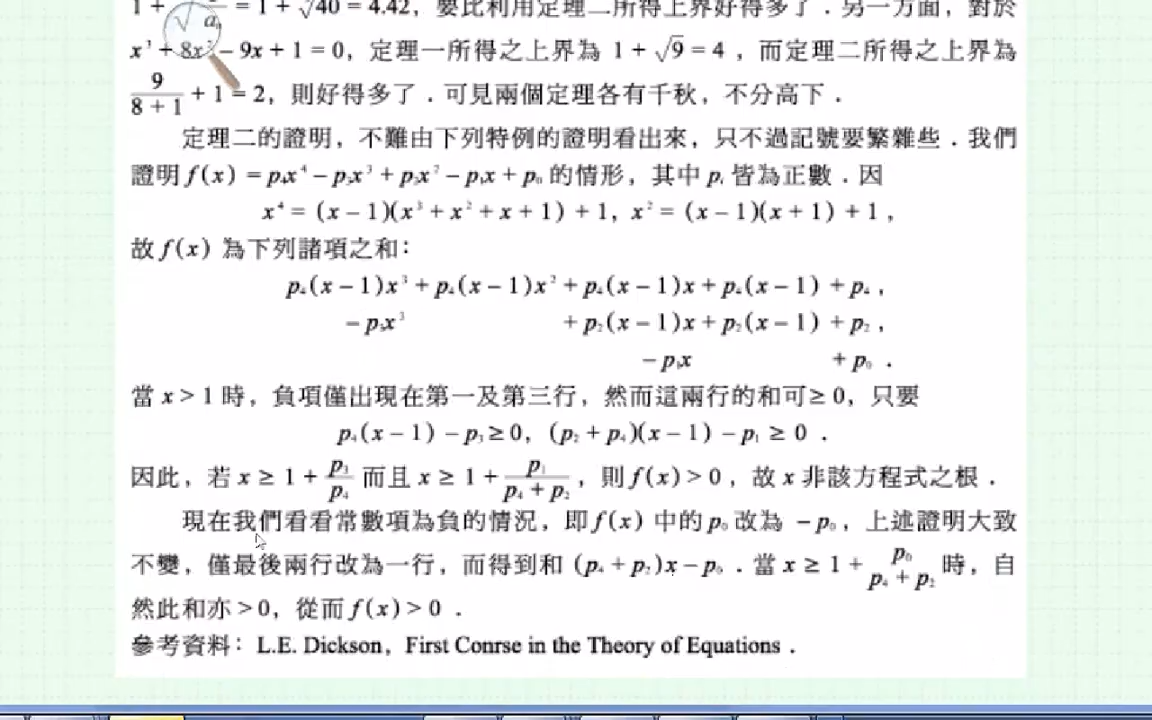 1 + √ a = 1 + √40 = 4.42，要比利用定理二所得上界好得多了．另一方面，對於
x³ + 8x² − 9x + 1 = 0，定理一所得之上界為 1 + √9 = 4，而定理二所得之上界為
9/(8 + 1) + 1 = 2，則好得多了．可見兩個定理各有千秋，不分高下．
定理二的證明，不難由下列特例的證明看出來，只不過記號要繁雜些．我們
證明 f(x) = p₄x⁴ − p₃x³ + p₂x² − p₁x + p₀ 的情形，其中 pᵢ 皆為正數．因
x⁴ = (x − 1)(x³ + x² + x + 1) + 1, x² = (x − 1)(x + 1) + 1，
故 f(x) 為下列諸項之和：
p₄(x − 1)x³ + p₄(x − 1)x² + p₄(x − 1)x + p₄(x − 1) + p₄，
− p₃x³ + p₂(x − 1)x + p₂(x − 1) + p₂，
− p₁x + p₀．
當 x > 1 時，負項僅出現在第一及第三行，然而這兩行的和可≥ 0，只要
p₄(x − 1) − p₃ ≥ 0, (p₂ + p₄)(x − 1) − p₁ ≥ 0．
因此，若 x ≥ 1 + p₃/p₄ 而且 x ≥ 1 + p₁/(p₄ + p₂)，則 f(x) > 0，故 x 非該方程式之根．
現在我們看看常數項為負的情況，即 f(x) 中的 p₀ 改為 − p₀，上述證明大致
不變，僅最後兩行改為一行，而得到和 (p₄ + p₂)x − p₀．當 x ≥ 1 + p₀/(p₄ + p₂) 時，自
然此和亦 > 0，從而 f(x) > 0．
參考資料：L.E. Dickson，First Conrse in the Theory of Equations．